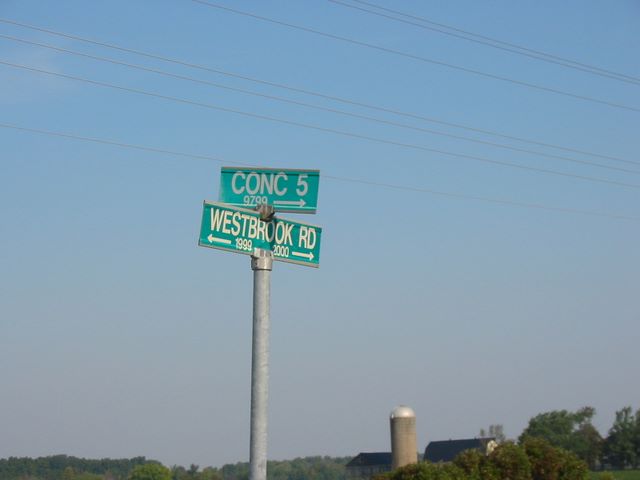 CONC 5
9799 →
WESTBROOK RD
← 1999 2000 →